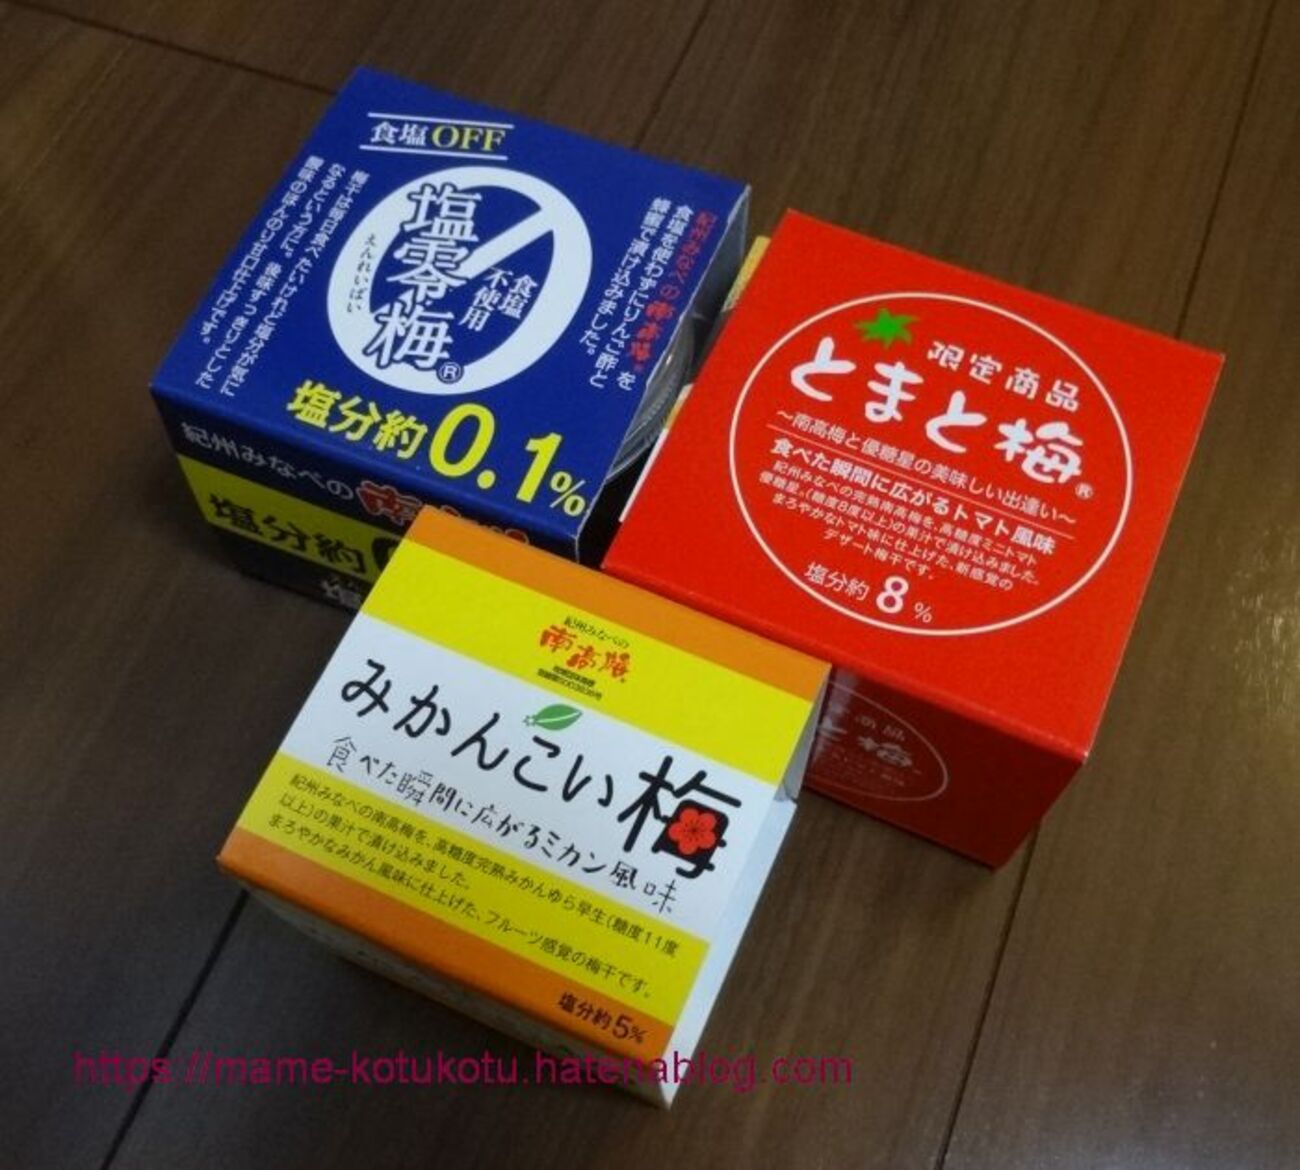 食塩OFF
紀州みなべの南高梅。を
食塩を使わずにりんご酢と
蜂蜜で漬け込みました。
塩零梅®
えんれいばい
食塩
不使用
梅干は毎日食べたいけれど塩分が気に
なるという方に。後味すっきりとした
酸味のほんのり甘口仕上げです。
塩分約0.1%
紀州みなべの
塩分約
限定商品
とまと梅®
〜南高梅と優糖星の美味しい出逢い〜
食べた瞬間に広がるトマト風味
紀州みなべの完熟南高梅を、高糖度ミニトマト
優糖星。(糖度8度以上)の果汁で漬け込みました。
まろやかなトマト味に仕上げた、新感覚の
デザート梅干です。
塩分約8%
紀州みなべの
南高梅
みかんこい梅
食べた瞬間に広がるミカン風味
紀州みなべの南高梅を、高糖度完熟みかんゆら早生(糖度11度
以上)の果汁で漬け込みました。
まろやかなみかん風味に仕上げた、フルーツ感覚の梅干です。
塩分約5%
https://mame-kotukotu.hatenablog.com